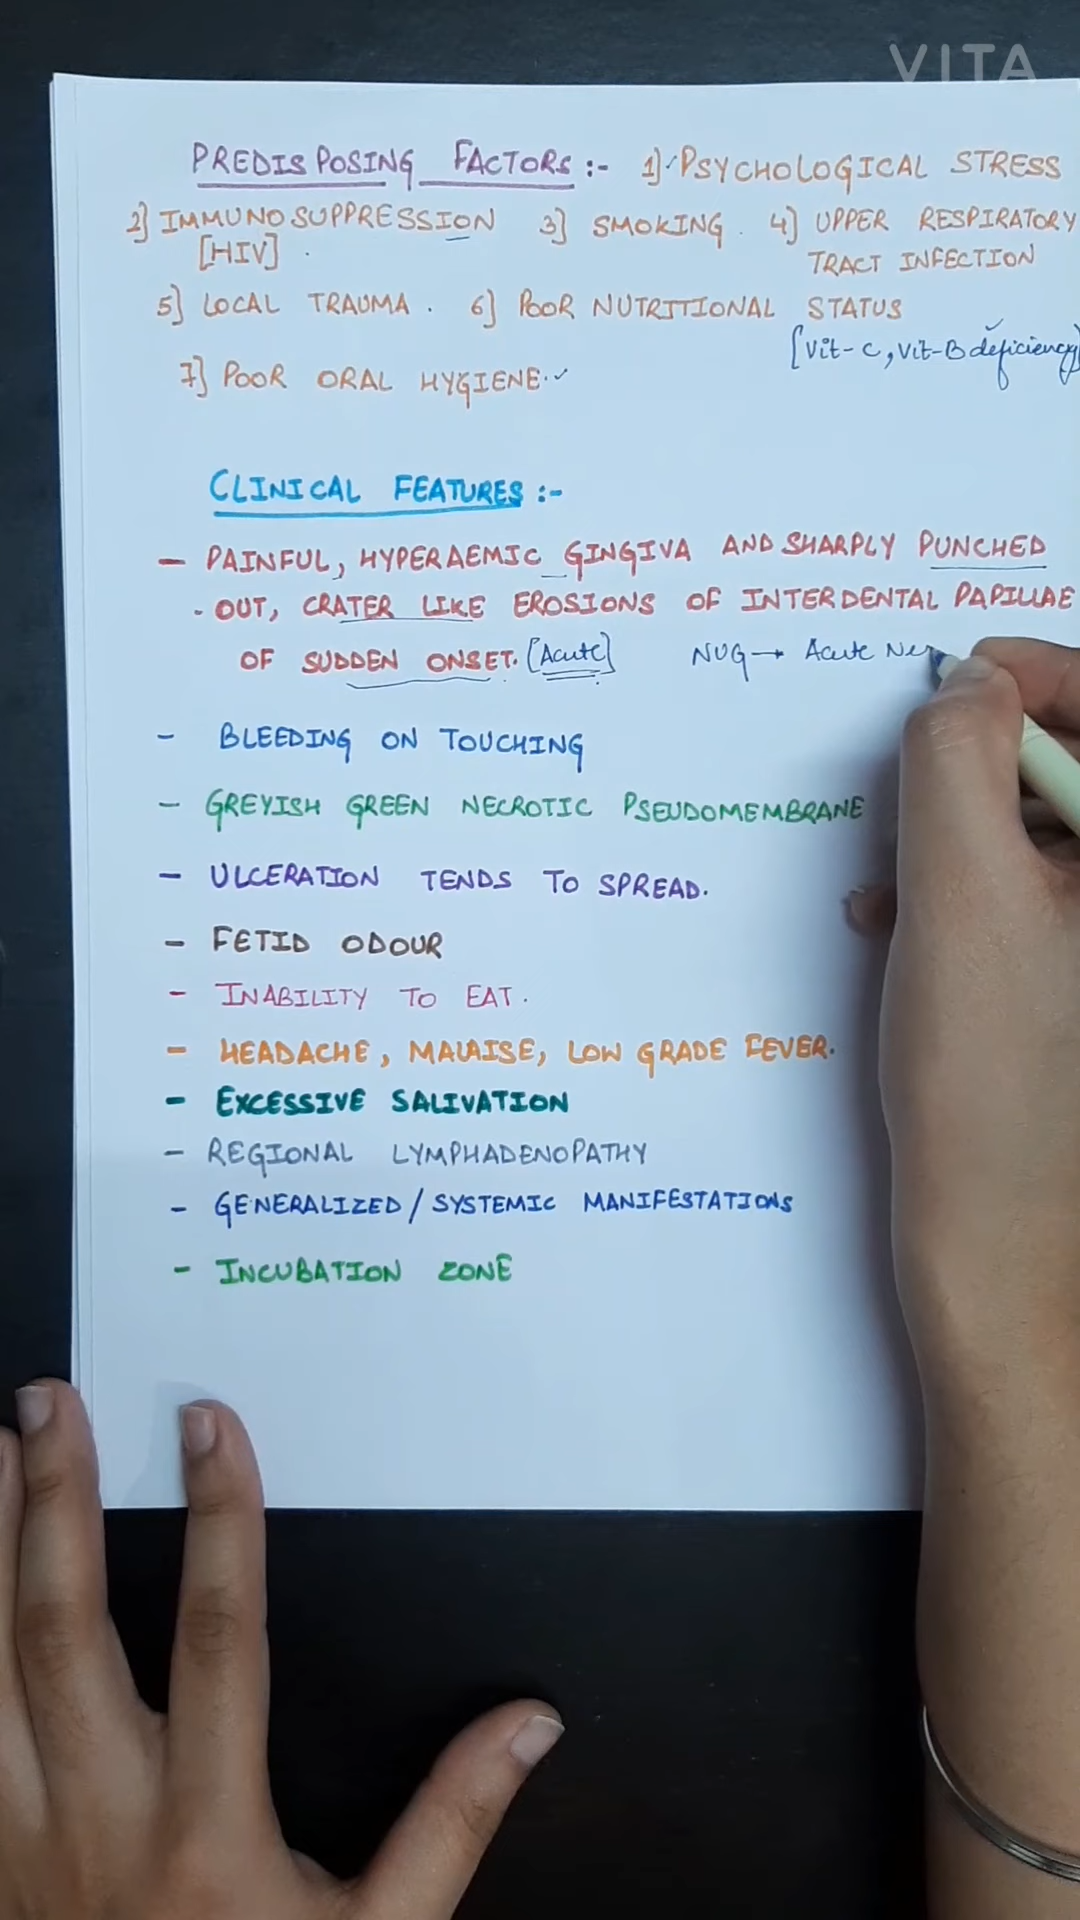 VITA
PREDISPOSING FACTORS :- 1] PSYCHOLOGICAL STRESS
2] IMMUNOSUPPRESSION 3] SMOKING. 4] UPPER RESPIRATORY
[HIV]. TRACT INFECTION
5] LOCAL TRAUMA. 6] POOR NUTRITIONAL STATUS
[Vit-C, Vit-B deficiency]
7] POOR ORAL HYGIENE.
CLINICAL FEATURES :-
- PAINFUL, HYPERAEMIC GINGIVA AND SHARPLY PUNCHED
- OUT, CRATER LIKE EROSIONS OF INTERDENTAL PAPILLAE
OF SUDDEN ONSET. [Acute] NUG → Acute Ner
- BLEEDING ON TOUCHING
- GREYISH GREEN NECROTIC PSEUDOMEMBRANE
- ULCERATION TENDS TO SPREAD.
- FETID ODOUR
- INABILITY TO EAT.
- HEADACHE, MALAISE, LOW GRADE FEVER.
- EXCESSIVE SALIVATION
- REGIONAL LYMPHADENOPATHY
- GENERALIZED / SYSTEMIC MANIFESTATIONS
- INCUBATION ZONE